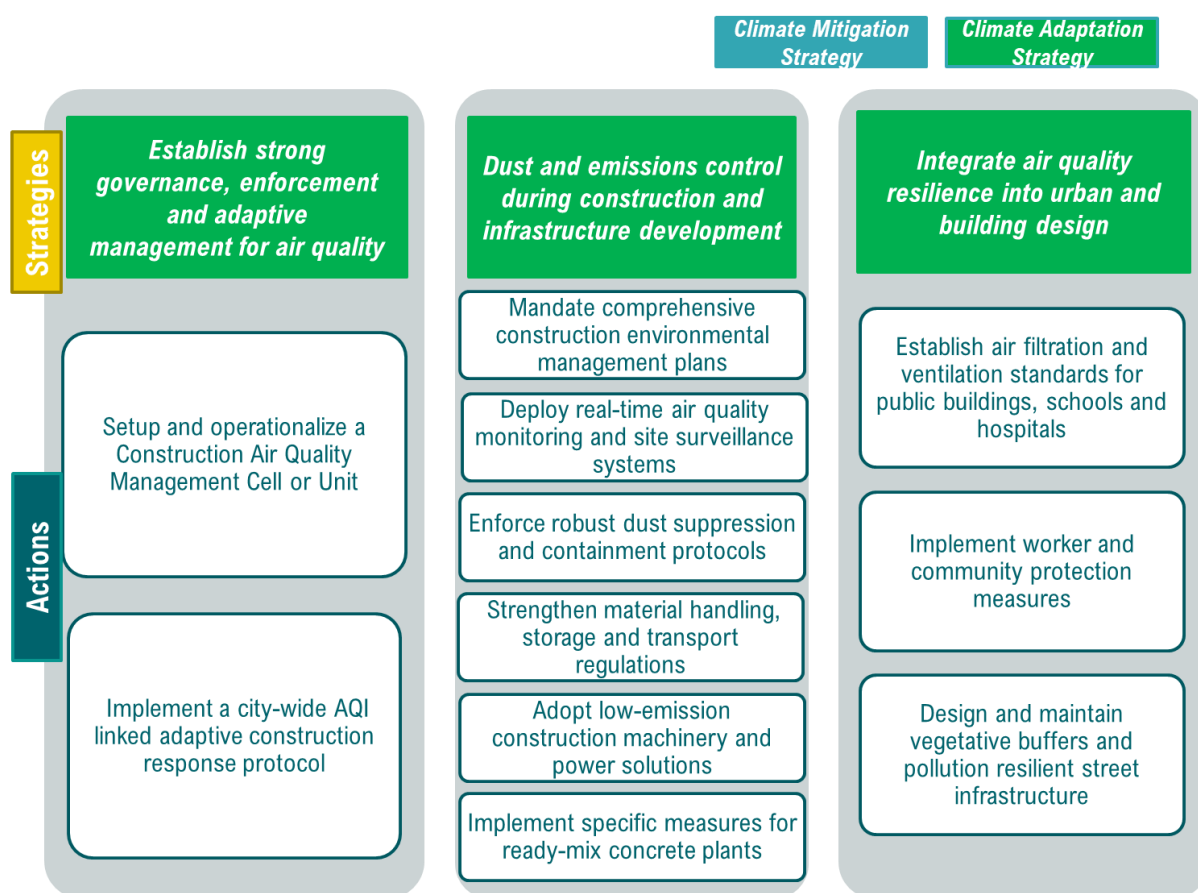 Climate Mitigation
Strategy
Climate Adaptation
Strategy
Strategies
Establish strong
governance, enforcement
and adaptive
management for air quality
Dust and emissions control
during construction and
infrastructure development
Integrate air quality
resilience into urban and
building design
Actions
Setup and operationalize a
Construction Air Quality
Management Cell or Unit
Implement a city-wide AQI
linked adaptive construction
response protocol
Mandate comprehensive
construction environmental
management plans
Deploy real-time air quality
monitoring and site surveillance
systems
Enforce robust dust suppression
and containment protocols
Strengthen material handling,
storage and transport
regulations
Adopt low-emission
construction machinery and
power solutions
Implement specific measures for
ready-mix concrete plants
Establish air filtration and
ventilation standards for
public buildings, schools and
hospitals
Implement worker and
community protection
measures
Design and maintain
vegetative buffers and
pollution resilient street
infrastructure